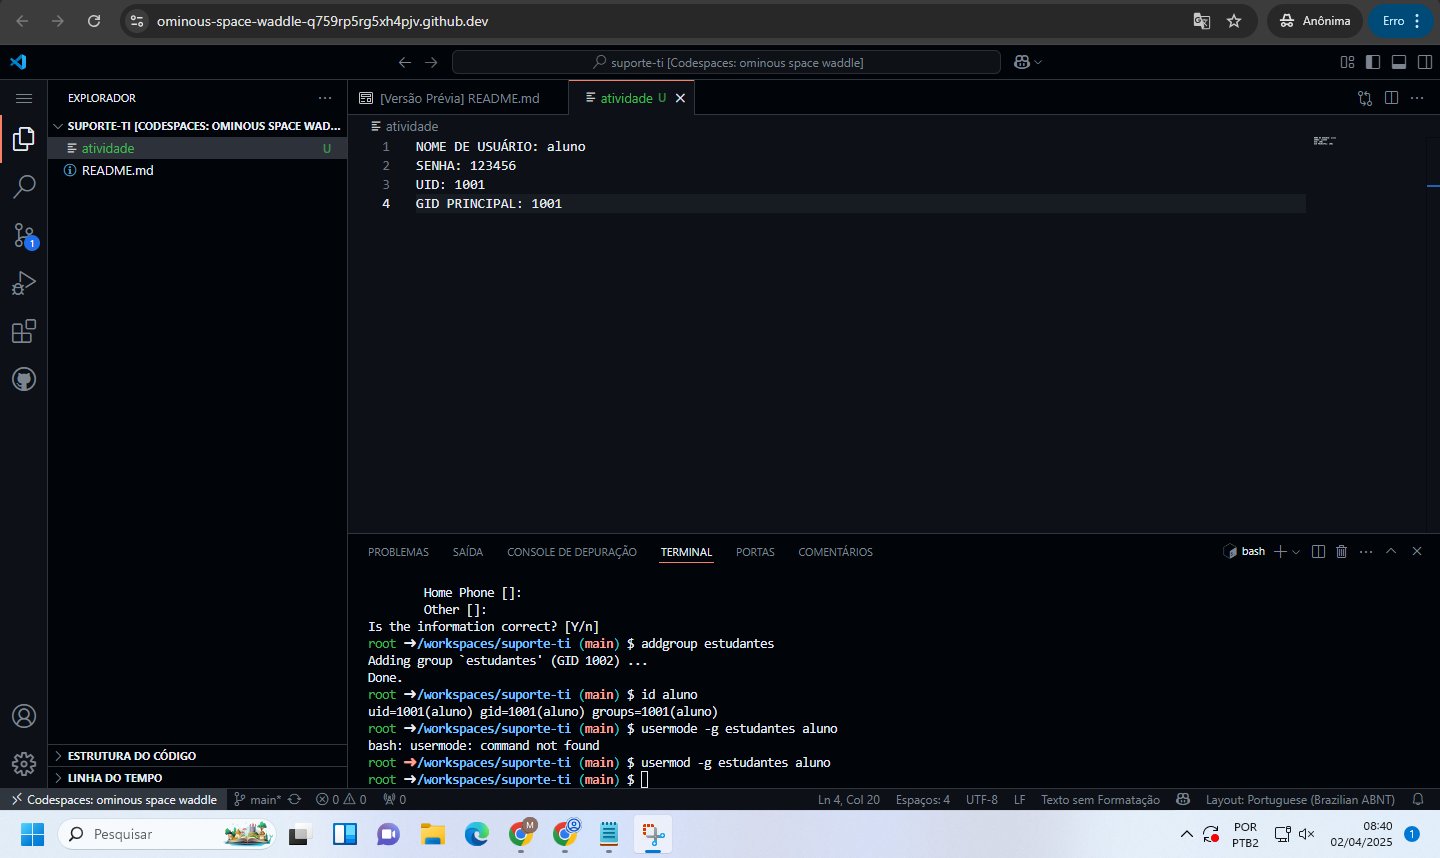 ominous-space-waddle-q759rp5rg5xh4pjv.github.dev
Anônima
Erro
suporte-ti [Codespaces: ominous space waddle]
EXPLORADOR
SUPORTE-TI [CODESPACES: OMINOUS SPACE WAD...
atividade U
README.md
[Versão Prévia] README.md
atividade U
atividade
1 NOME DE USUÁRIO: aluno
2 SENHA: 123456
3 UID: 1001
4 GID PRINCIPAL: 1001
1
PROBLEMAS SAÍDA CONSOLE DE DEPURAÇÃO TERMINAL PORTAS COMENTÁRIOS
bash
Home Phone []:
Other []:
Is the information correct? [Y/n]
root ➜/workspaces/suporte-ti (main) $ addgroup estudantes
Adding group `estudantes' (GID 1002) ...
Done.
root ➜/workspaces/suporte-ti (main) $ id aluno
uid=1001(aluno) gid=1001(aluno) groups=1001(aluno)
root ➜/workspaces/suporte-ti (main) $ usermode -g estudantes aluno
bash: usermode: command not found
root ➜/workspaces/suporte-ti (main) $ usermod -g estudantes aluno
root ➜/workspaces/suporte-ti (main) $
ESTRUTURA DO CÓDIGO
LINHA DO TEMPO
Codespaces: ominous space waddle main* 0 0 0
Ln 4, Col 20 Espaços: 4 UTF-8 LF Texto sem Formatação Layout: Portuguese (Brazilian ABNT)
Pesquisar
M
POR
PTB2
08:40
02/04/2025
1